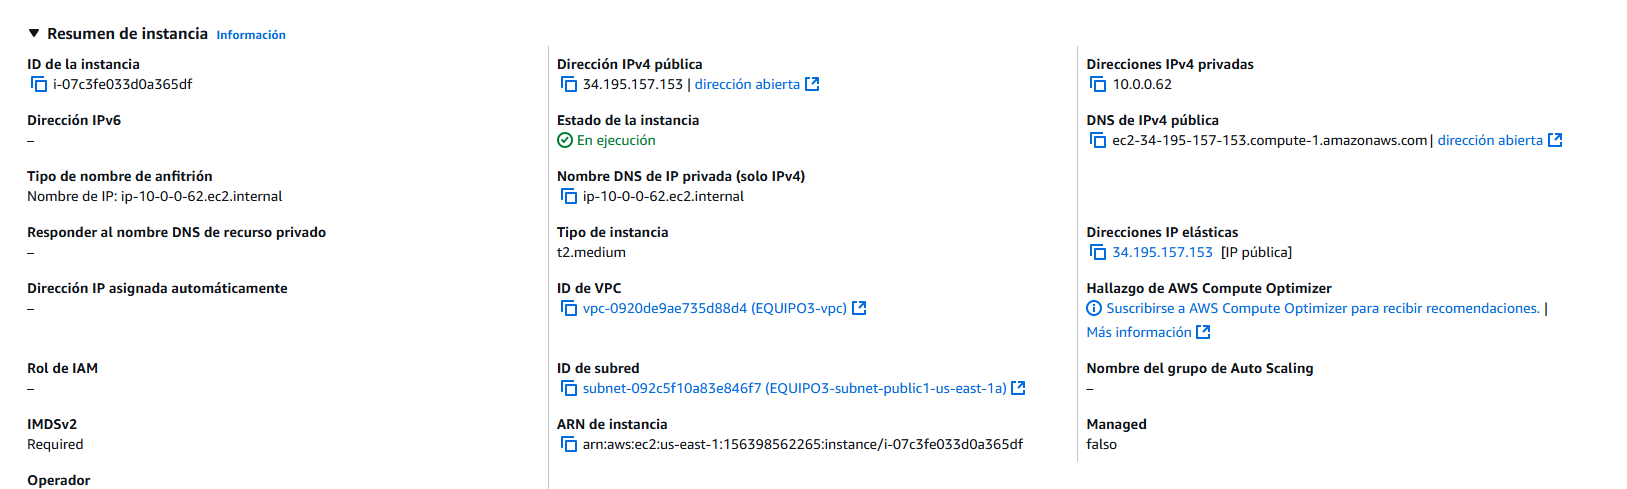 Resumen de instancia Información
ID de la instancia
i-07c3fe033d0a365df
Dirección IPv4 pública
34.195.157.153 | dirección abierta
Direcciones IPv4 privadas
10.0.0.62
Dirección IPv6
–
Estado de la instancia
En ejecución
DNS de IPv4 pública
ec2-34-195-157-153.compute-1.amazonaws.com | dirección abierta
Tipo de nombre de anfitrión
Nombre de IP: ip-10-0-0-62.ec2.internal
Nombre DNS de IP privada (solo IPv4)
ip-10-0-0-62.ec2.internal
Responder al nombre DNS de recurso privado
–
Tipo de instancia
t2.medium
Direcciones IP elásticas
34.195.157.153 [IP pública]
Dirección IP asignada automáticamente
–
ID de VPC
vpc-0920de9ae735d88d4 (EQUIPO3-vpc)
Hallazgo de AWS Compute Optimizer
Suscribirse a AWS Compute Optimizer para recibir recomendaciones. |
Más información
Rol de IAM
–
ID de subred
subnet-092c5f10a83e846f7 (EQUIPO3-subnet-public1-us-east-1a)
Nombre del grupo de Auto Scaling
–
IMDSv2
Required
ARN de instancia
arn:aws:ec2:us-east-1:156398562265:instance/i-07c3fe033d0a365df
Managed
falso
Operador